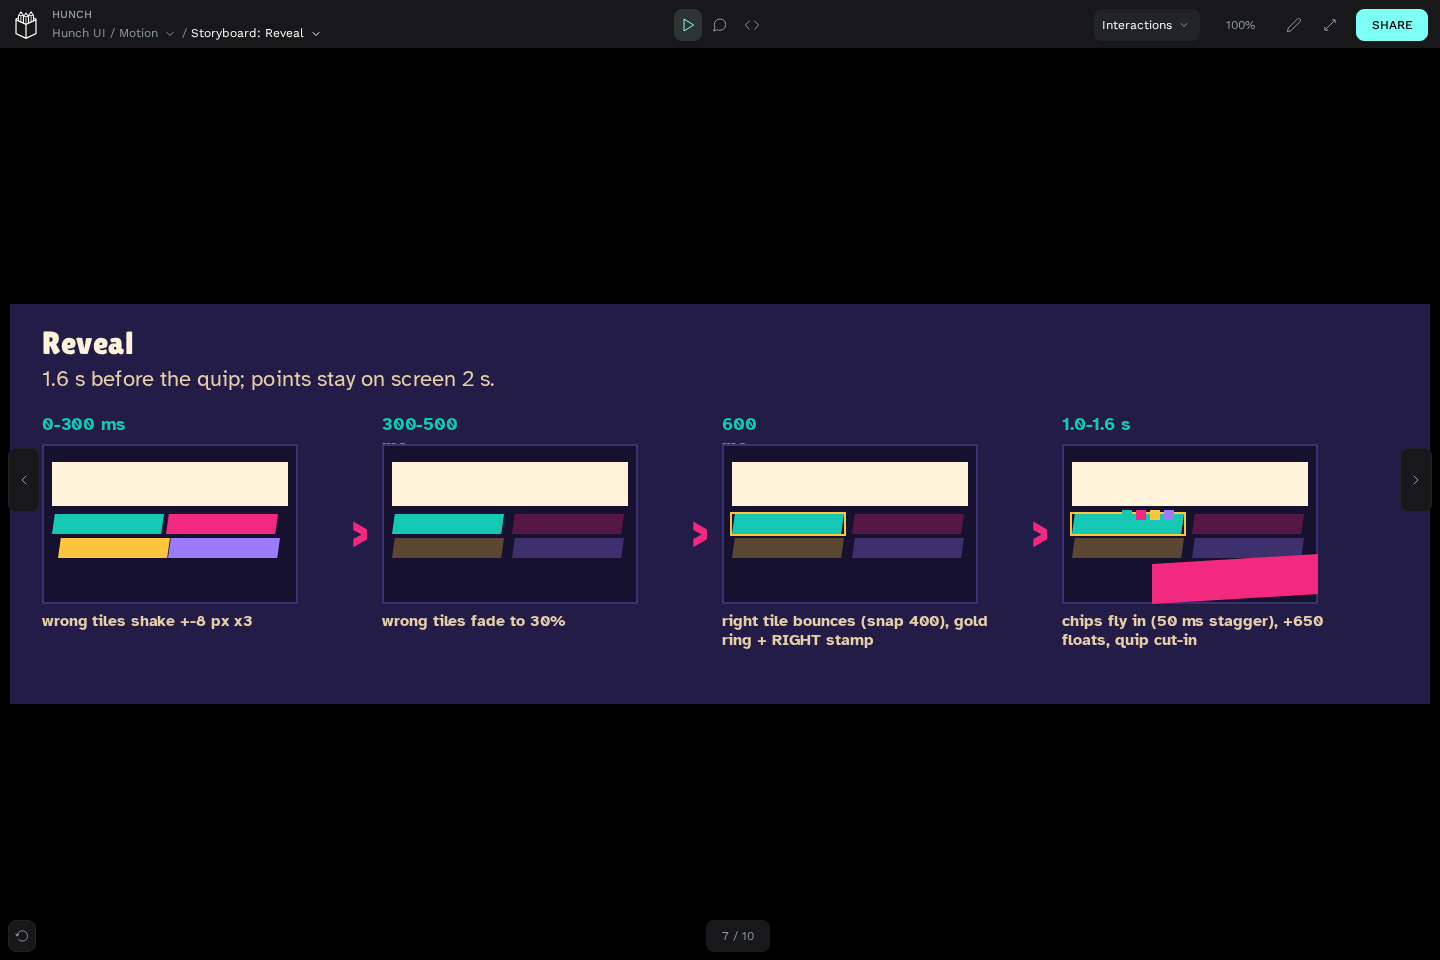 HUNCH
Hunch UI / Motion / Storyboard: Reveal
Interactions
100%
SHARE
Reveal
1.6 s before the quip; points stay on screen 2 s.
0-300 ms
300-500
600
1.0-1.6 s
>
>
>
wrong tiles shake +-8 px x3
wrong tiles fade to 30%
right tile bounces (snap 400), gold
ring + RIGHT stamp
chips fly in (50 ms stagger), +650
floats, quip cut-in
7 / 10